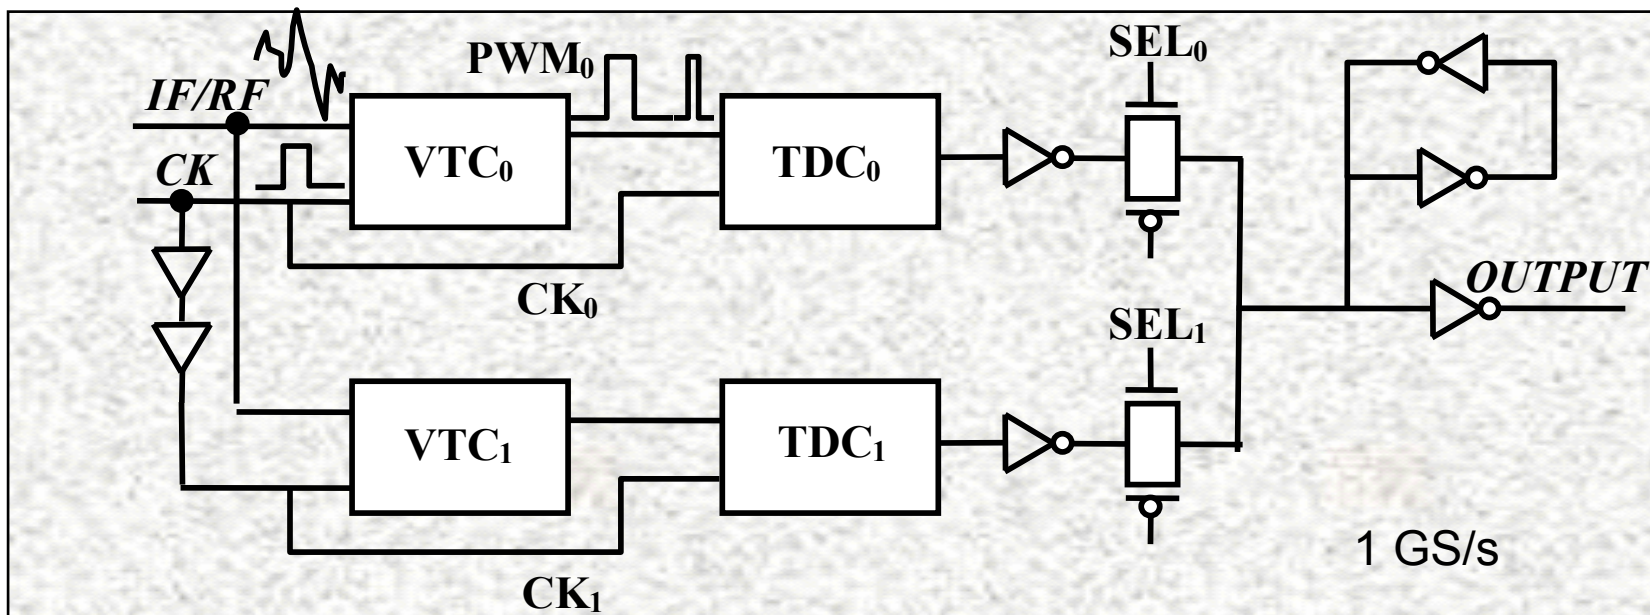 SEL₀
PWM₀
IF/RF
VTC₀
TDC₀
CK
OUTPUT
CK₀
SEL₁
VTC₁
TDC₁
1 GS/s
CK₁